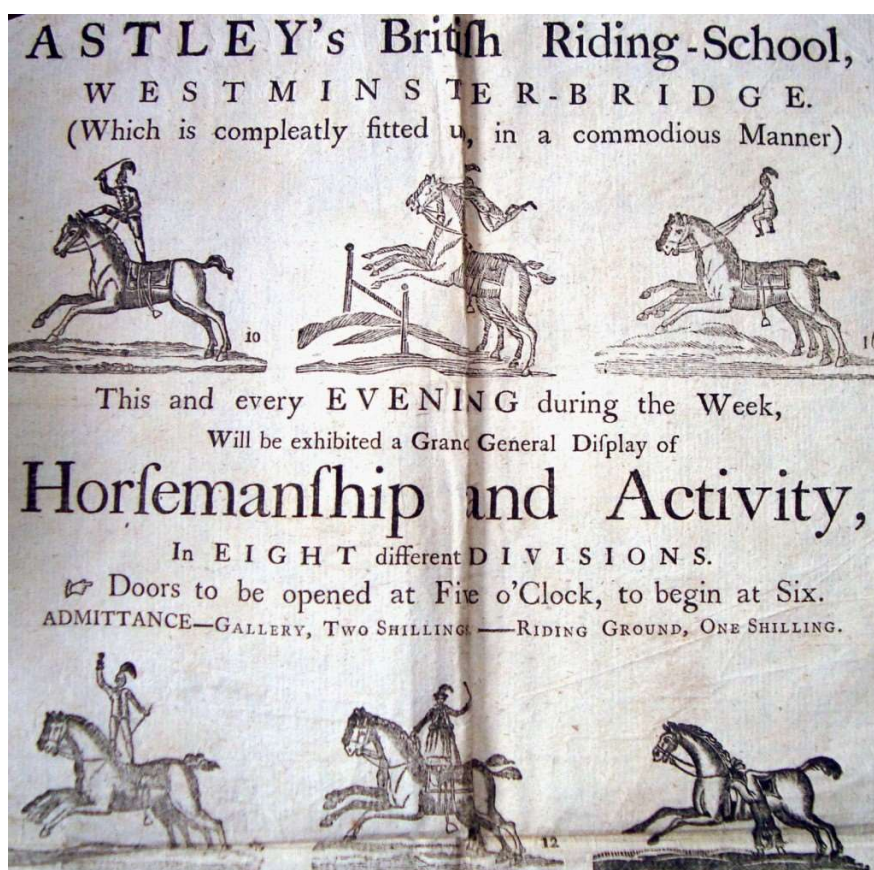 ASTLEY's Britiſh Riding-School,
WESTMINSTER-BRIDGE.
(Which is compleatly fitted up, in a commodious Manner)
10
This and every EVENING during the Week,
Will be exhibited a Grand General Diſplay of
Horſemanſhip and Activity,
In EIGHT different DIVISIONS.
☞ Doors to be opened at Five o'Clock, to begin at Six.
ADMITTANCE—GALLERY, TWO SHILLINGS.—RIDING GROUND, ONE SHILLING.
12